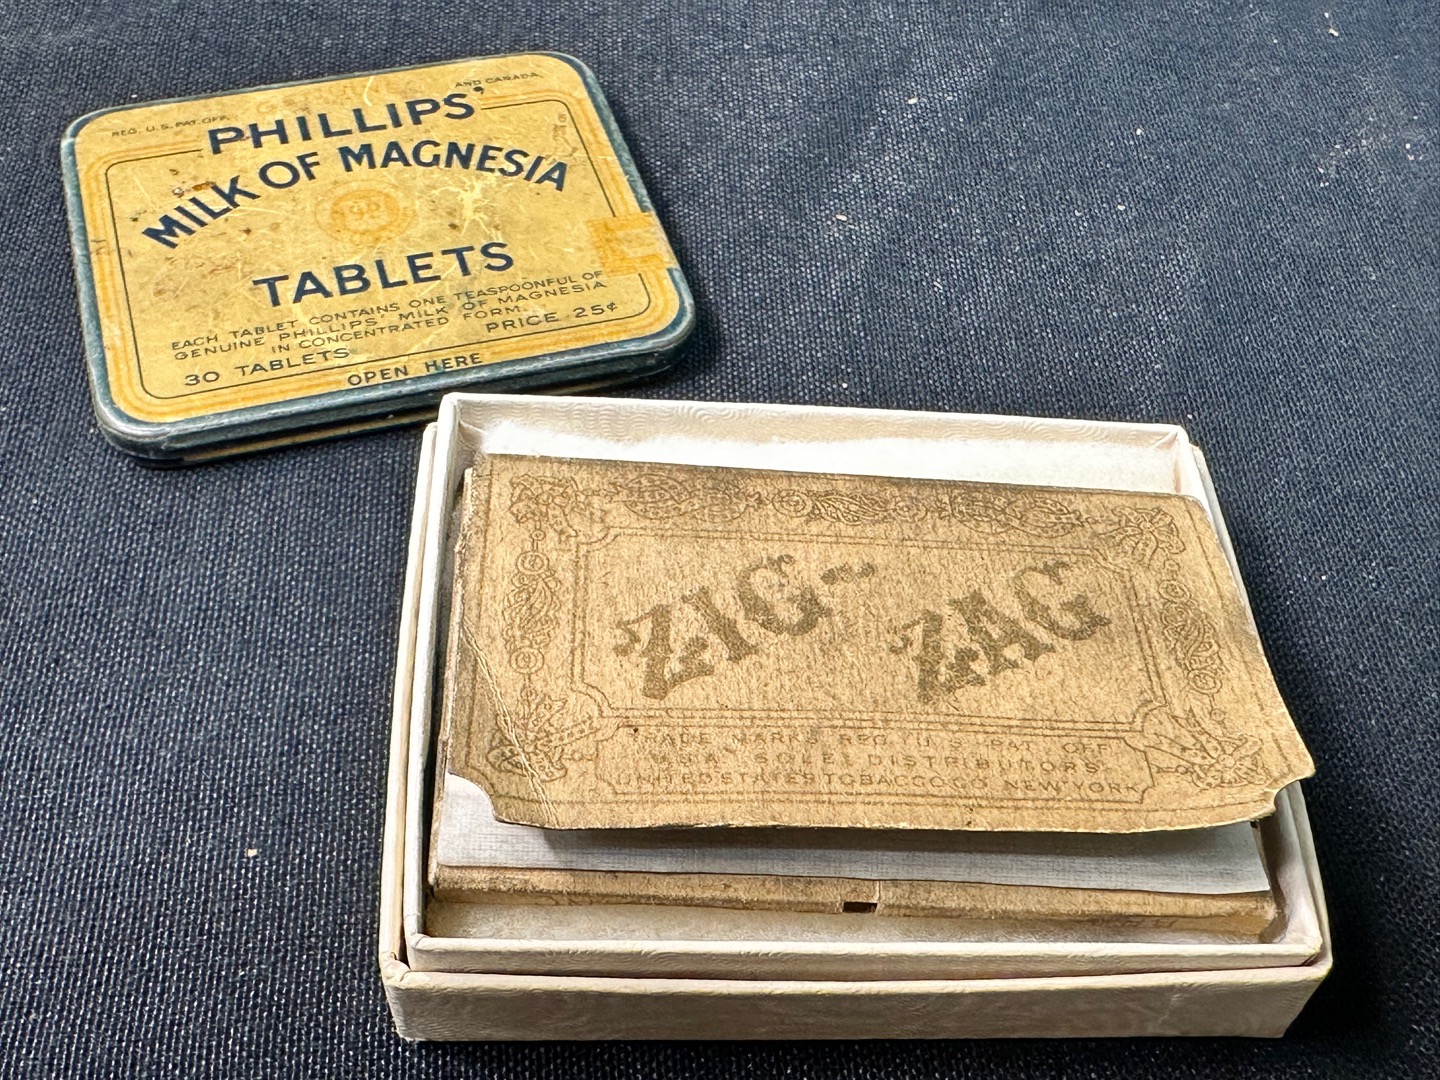 REG. U.S. PAT. OFF.
AND CANADA.
PHILLIPS'
MILK OF MAGNESIA
TABLETS
EACH TABLET CONTAINS ONE TEASPOONFUL OF
GENUINE PHILLIPS' MILK OF MAGNESIA
IN CONCENTRATED FORM.
PRICE 25¢
30 TABLETS
OPEN HERE
ZIG-
ZAG
TRADE MARK REG. U.S. PAT. OFF.
U.S.A. SOLE DISTRIBUTORS
UNITED STATES TOBACCO CO. NEW YORK